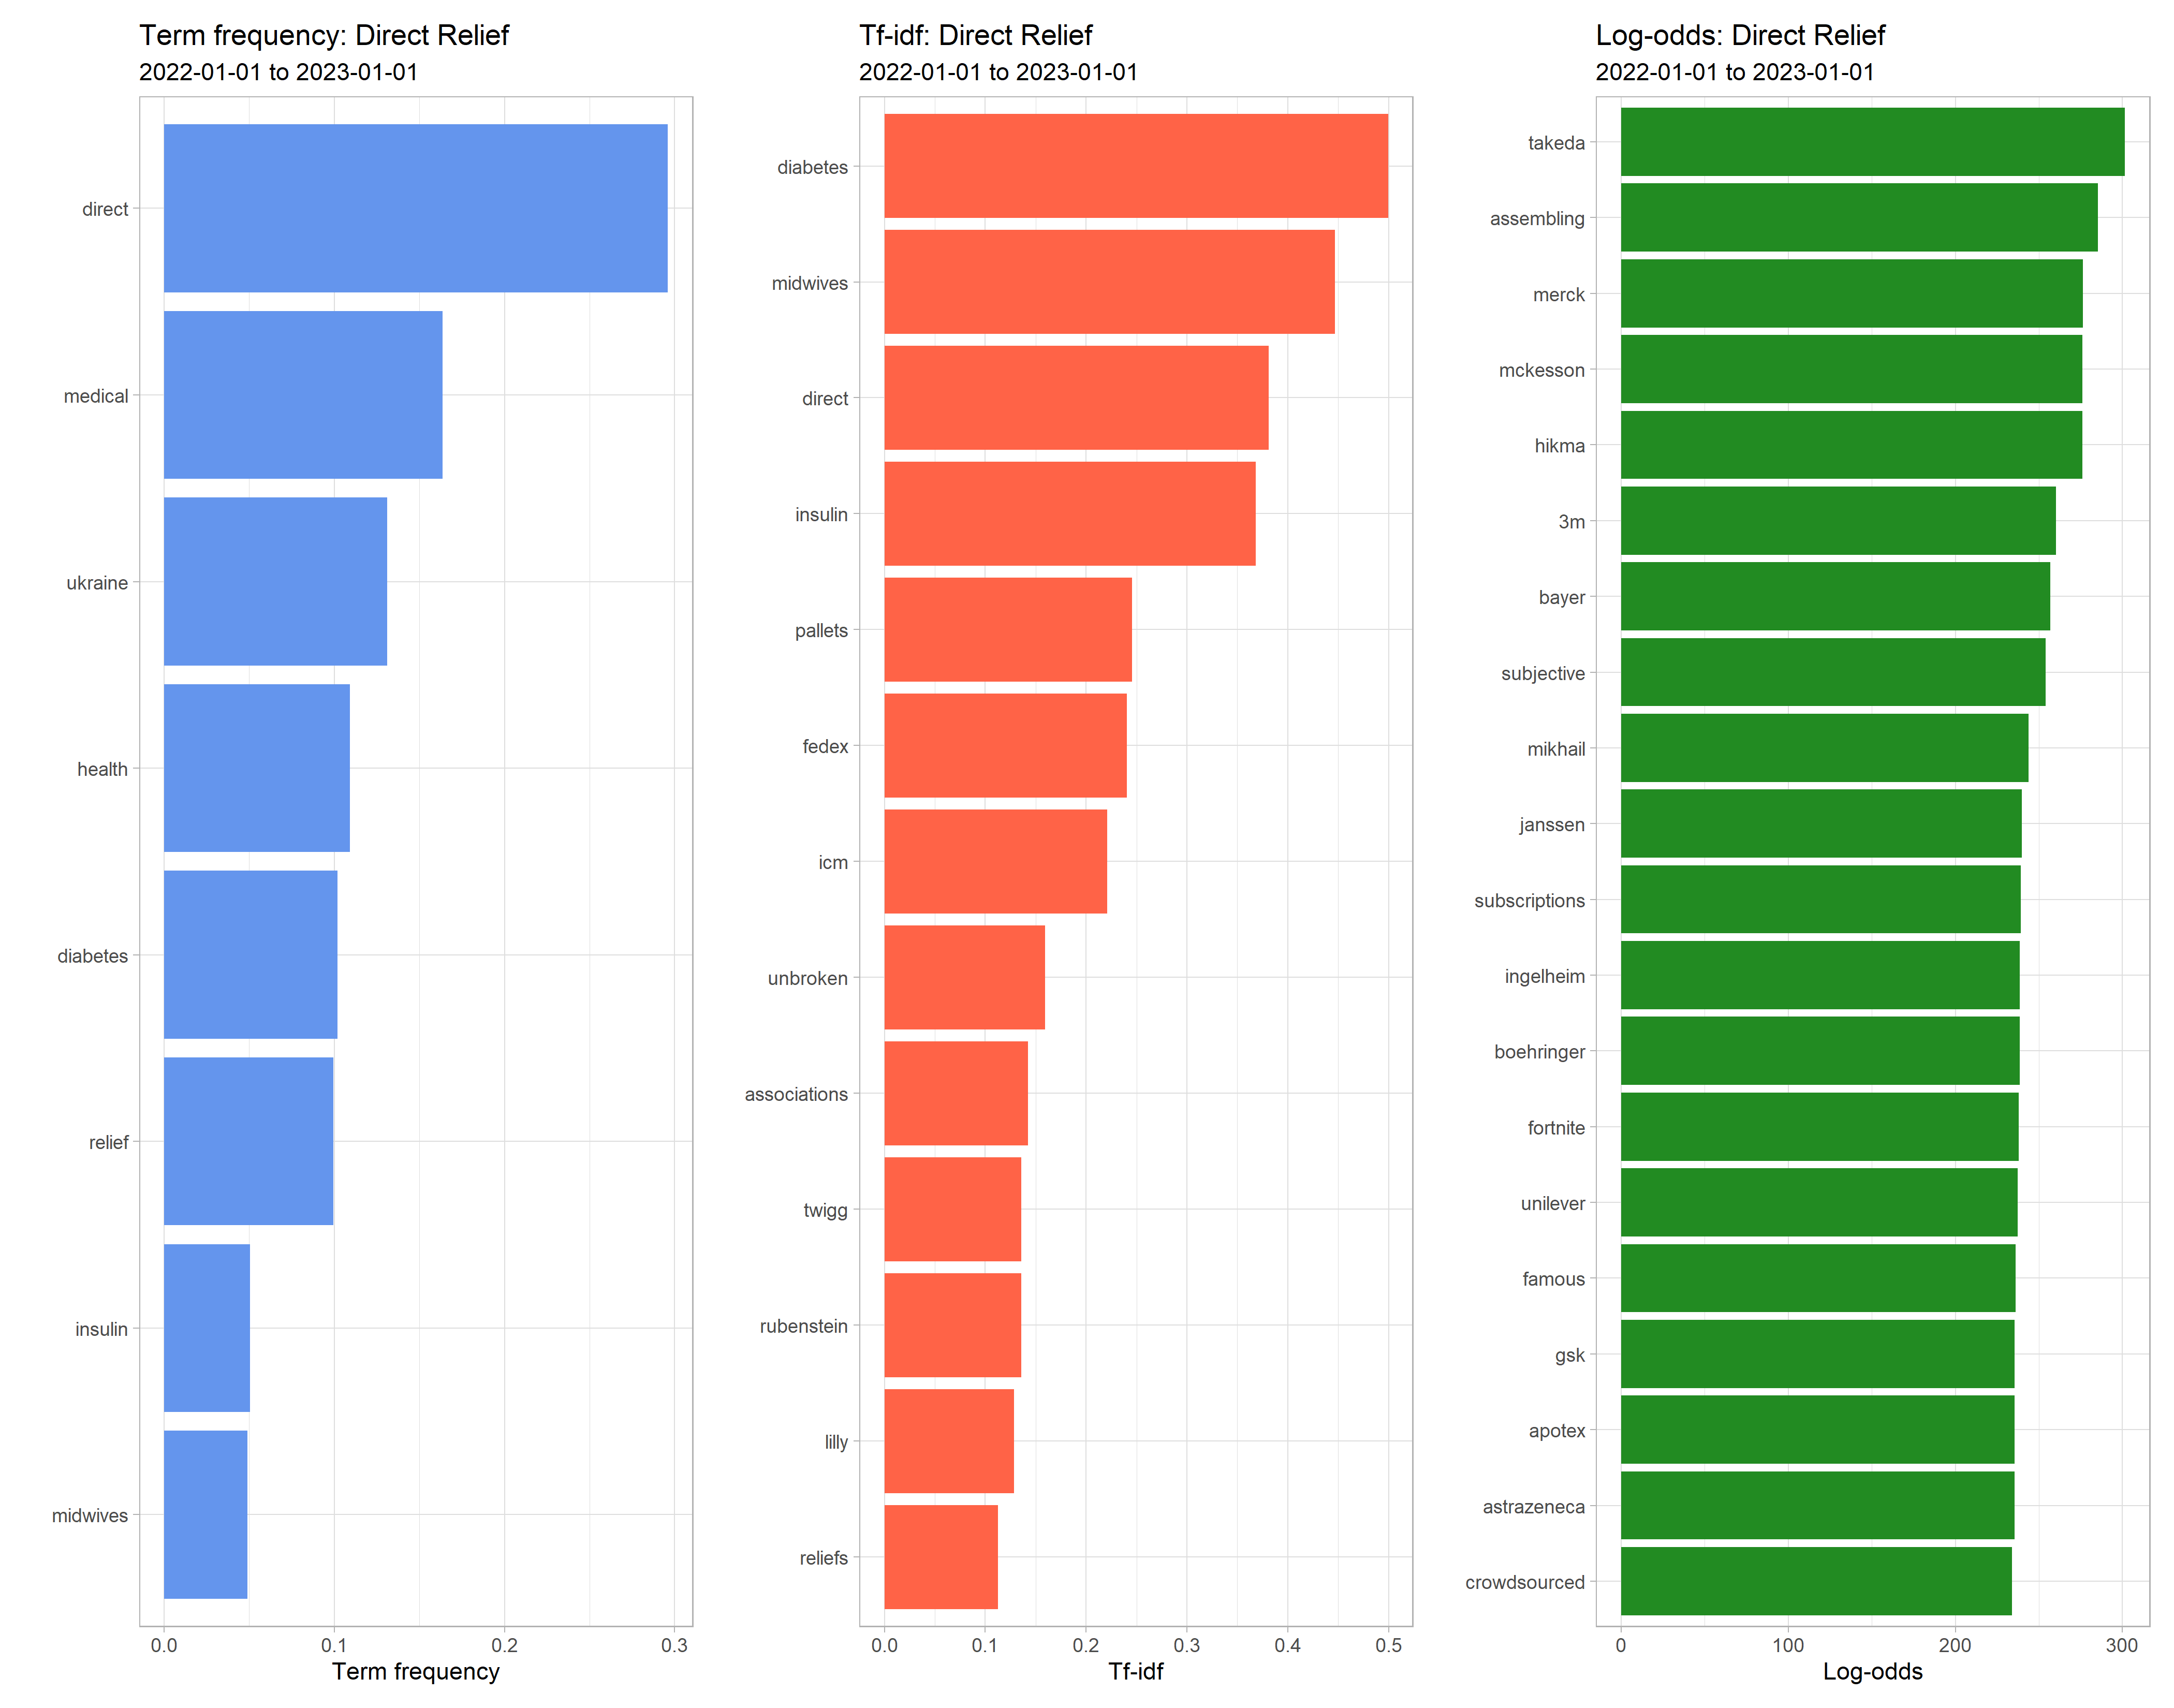 Term frequency: Direct Relief
2022-01-01 to 2023-01-01
direct
medical
ukraine
health
diabetes
relief
insulin
midwives
0.0 0.1 0.2 0.3
Term frequency
Tf-idf: Direct Relief
2022-01-01 to 2023-01-01
diabetes
midwives
direct
insulin
pallets
fedex
icm
unbroken
associations
twigg
rubenstein
lilly
reliefs
0.0 0.1 0.2 0.3 0.4 0.5
Tf-idf
Log-odds: Direct Relief
2022-01-01 to 2023-01-01
takeda
assembling
merck
mckesson
hikma
3m
bayer
subjective
mikhail
janssen
subscriptions
ingelheim
boehringer
fortnite
unilever
famous
gsk
apotex
astrazeneca
crowdsourced
0 100 200 300
Log-odds